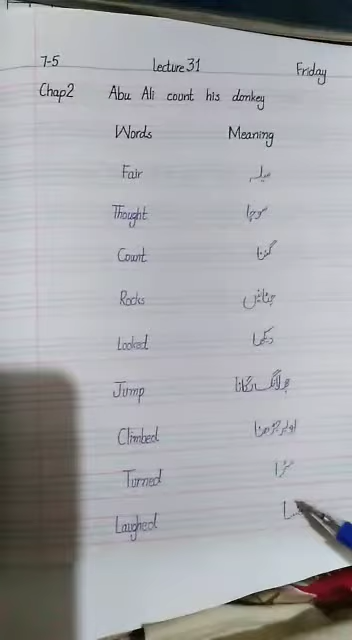 7-5 Lecture 31 Friday
Chap2 Abu Ali count his donkey
Words Meaning
Fair میلہ
Thought سوچا
Count گننا
Rocks چٹانیں
Looked دیکھا
Jump چھلانگ لگانا
Climbed اوپر چڑھنا
Turned مڑا
Laughed